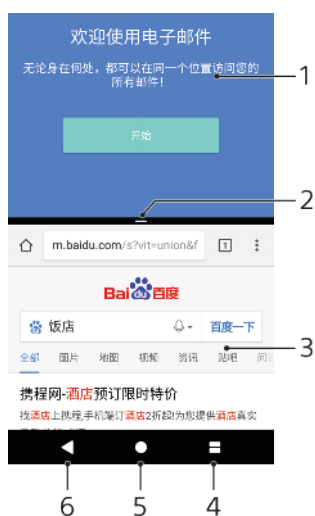 欢迎使用电子邮件
无论身在何处，都可以在同一个位置访问您的
所有邮件！
1
开始
2
m.baidu.com/s?vit=union&f
1
Bai百度
饭店
百度一下
3
全部 图片 地图 视频 资讯 贴吧 问
携程网-酒店预订限时特价
找酒店上携程,手机端订酒店2折起!为您提供酒店真实
6 5 4